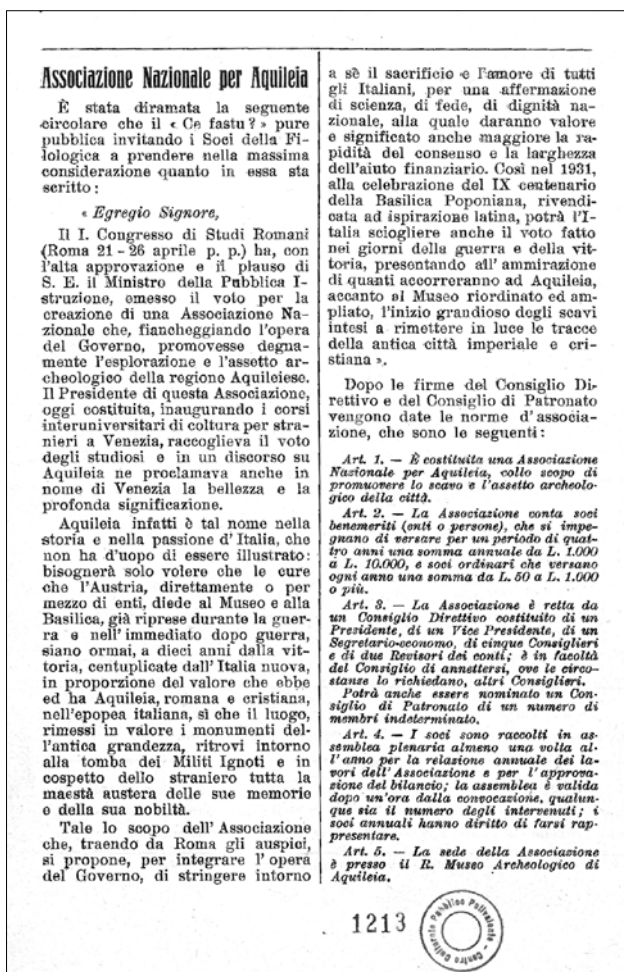 Associazione Nazionale per Aquileia
È stata diramata la seguente
circolare che il « Ce fastu? » pure
pubblica invitando i Soci della Fi-
lologica a prendere nella massima
considerazione quanto in essa sta
scritto:
« Egregio Signore,
Il I. Congresso di Studi Romani
(Roma 21 - 26 aprile p. p.) ha, con
l'alta approvazione e il plauso di
S. E. il Ministro della Pubblica I-
struzione, emesso il voto per la
creazione di una Associazione Na-
zionale che, fiancheggiando l'opera
del Governo, promovesse degna-
mente l'esplorazione e l'assetto ar-
cheologico della regione Aquileiese.
Il Presidente di questa Associazione,
oggi costituita, inaugurando i corsi
interuniversitari di coltura per stra-
nieri a Venezia, raccoglieva il voto
degli studiosi e in un discorso su
Aquileia ne proclamava anche in
nome di Venezia la bellezza e la
profonda significazione.
Aquileia infatti è tal nome nella
storia e nella passione d'Italia, che
non ha d'uopo di essere illustrato:
bisognerà solo volere che le cure
che l'Austria, direttamente o per
mezzo di enti, diede al Museo e alla
Basilica, già riprese durante la guer-
ra e nell'immediato dopo guerra,
siano ormai, a dieci anni dalla vit-
toria, centuplicate dall'Italia nuova,
in proporzione del valore che ebbe
ed ha Aquileia, romana e cristiana,
nell'epopea italiana, sì che il luogo,
rimessi in valore i monumenti del-
l'antica grandezza, ritrovi intorno
alla tomba dei Militi Ignoti e in
cospetto dello straniero tutta la
maestà austera delle sue memorie
e della sua nobiltà.
Tale lo scopo dell'Associazione
che, traendo da Roma gli auspici,
si propone, per integrare l'opera
del Governo, di stringere intorno
a sè il sacrificio e l'amore di tutti
gli Italiani, per una affermazione
di scienza, di fede, di dignità na-
zionale, alla quale daranno valore
e significato anche maggiore la ra-
pidità del consenso e la larghezza
dell'aiuto finanziario. Così nel 1931,
alla celebrazione del IX centenario
della Basilica Poponiana, rivendi-
cata ad ispirazione latina, potrà l'I-
talia sciogliere anche il voto fatto
nei giorni della guerra e della vit-
toria, presentando all'ammirazione
di quanti accorreranno ad Aquileia,
accanto al Museo riordinato ed am-
pliato, l'inizio grandioso degli scavi
intesi a rimettere in luce le tracce
della antica città imperiale e cri-
stiana ».
Dopo le firme del Consiglio Di-
rettivo e del Consiglio di Patronato
vengono date le norme d'associa-
zione, che sono le seguenti:
Art. 1. — È costituita una Associazione
Nazionale per Aquileia, collo scopo di
promuovere lo scavo e l'assetto archeolo-
gico della città.
Art. 2. — La Associazione conta soci
benemeriti (enti o persone), che si impe-
gnano di versare per un periodo di quat-
tro anni una somma annuale da L. 1.000
a L. 10.000, e soci ordinari che versano
ogni anno una somma da L. 50 a L. 1.000
o più.
Art. 3. — La Associazione è retta da
un Consiglio Direttivo costituito di un
Presidente, di un Vice Presidente, di un
Segretario-economo, di cinque Consiglieri
e di due Revisori dei conti; è in facoltà
del Consiglio di annettersi, ove le circo-
stanze lo richiedano, altri Consiglieri.
Potrà anche essere nominato un Con-
siglio di Patronato di un numero di
membri indeterminato.
Art. 4. — I soci sono raccolti in as-
semblea plenaria almeno una volta al-
l'anno per la relazione annuale dei la-
vori dell'Associazione e per l'approva-
zione del bilancio; la assemblea è valida
dopo un'ora dalla convocazione, qualun-
que sia il numero degli intervenuti; i
soci annuali hanno diritto di farsi rap-
presentare.
Art. 5. — La sede della Associazione
è presso il R. Museo Archeologico di
Aquileia.
1213
Pubblico Polivalente - Centro